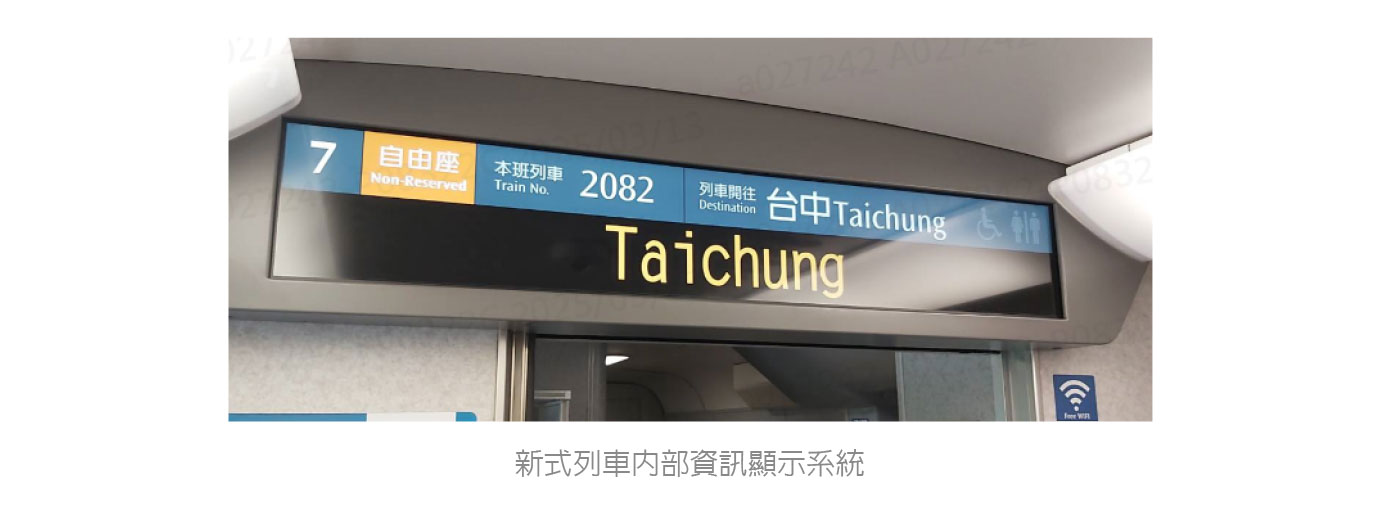 7
自由座
Non-Reserved
本班列車
Train No.
2082
列車開往
Destination
台中Taichung
Taichung
Free WiFi
新式列車內部資訊顯示系統